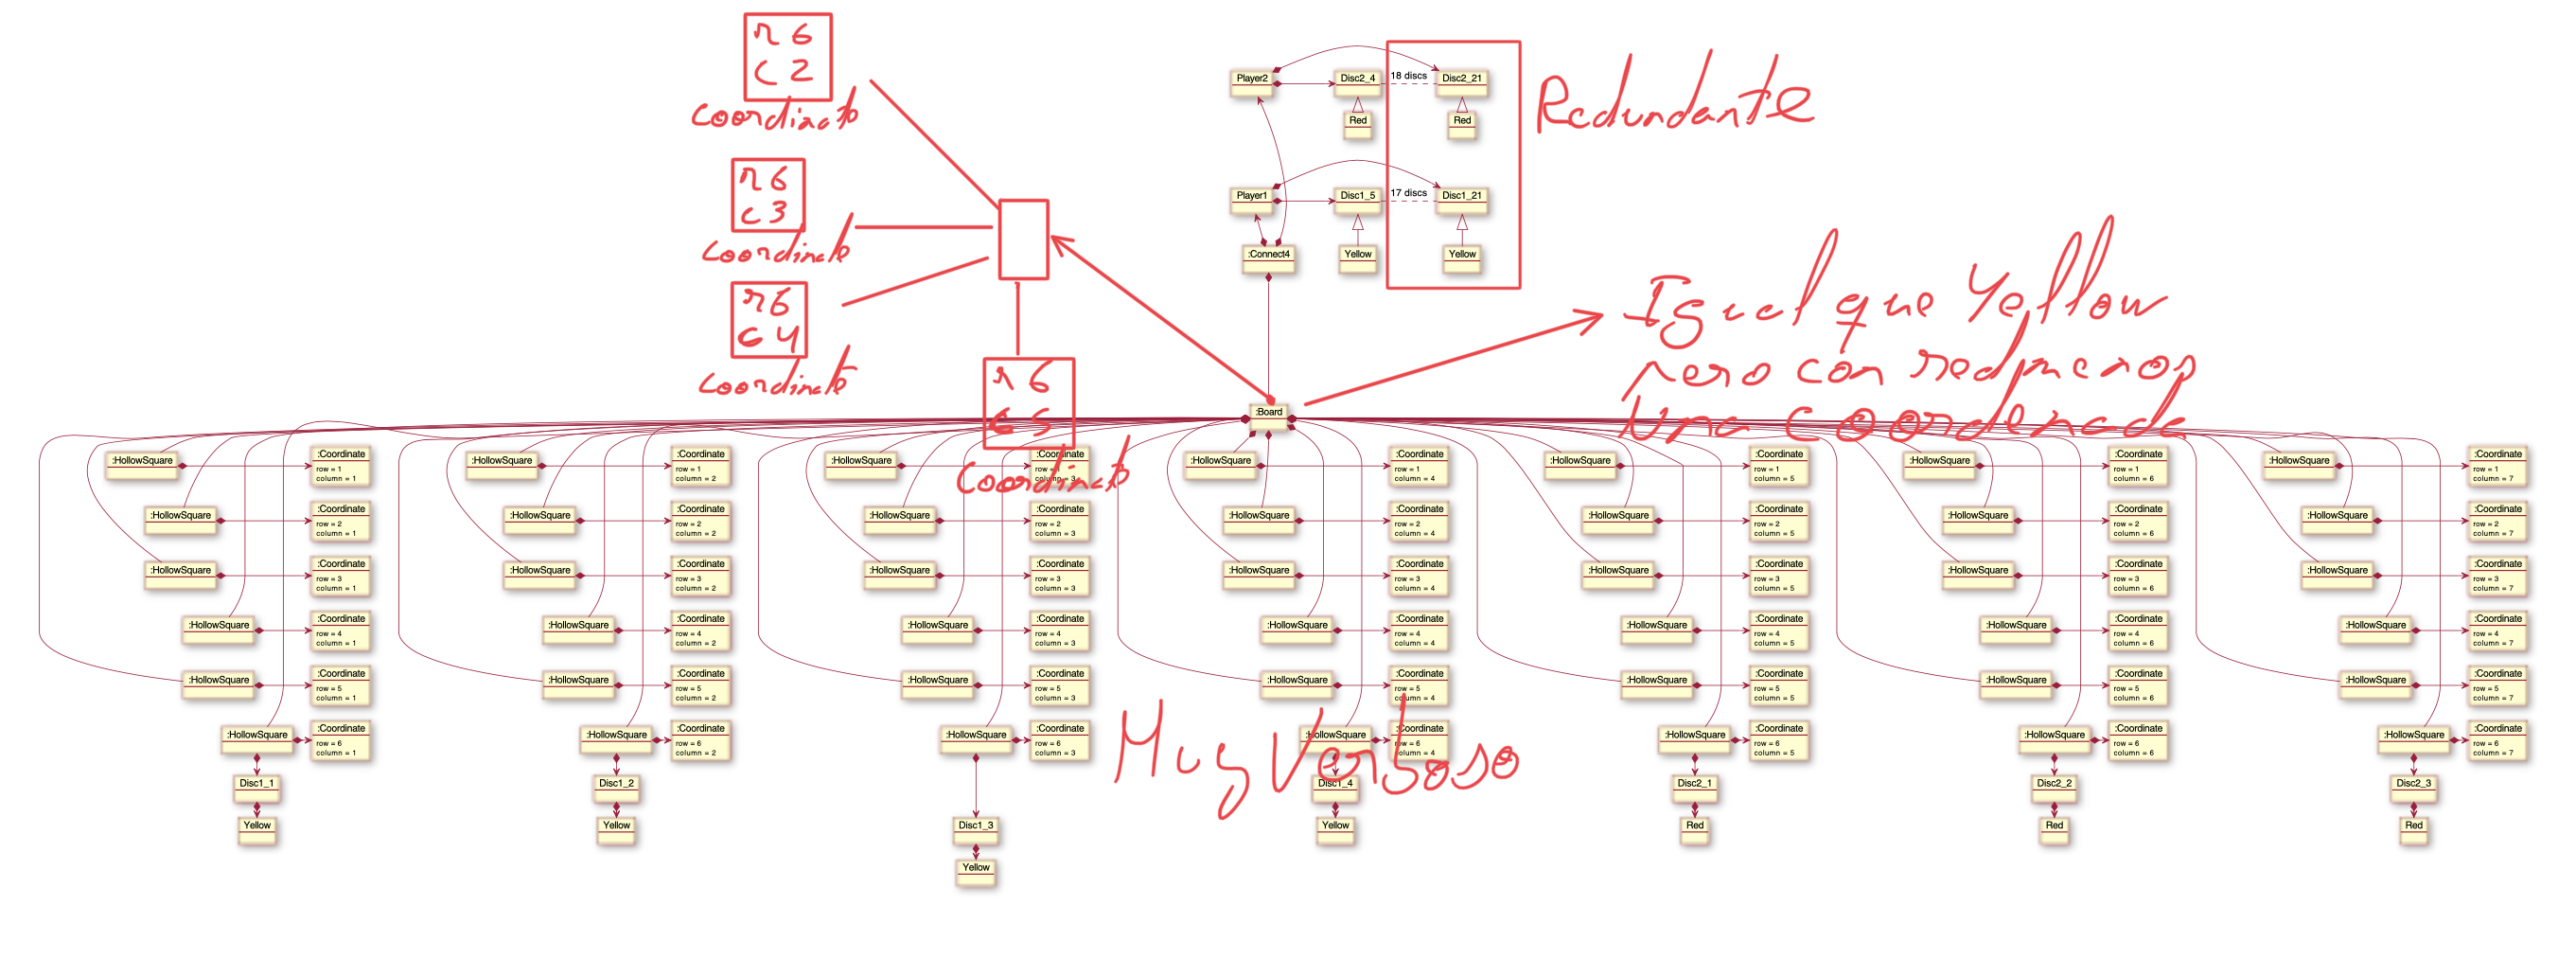 r 6
c 2
Coordinate
r 6
c 3
Coordinate
r 6
c 4
Coordinate
r 6
c 5
Coordinate
Player2
Disc2_4
18 discs
Disc2_21
Red
Red
Redundante
Player1
Disc1_5
17 discs
Disc1_21
:Connect4
Yellow
Yellow
Igual que Yellow
pero con red, menos
una coordenada
:Board
:HollowSquare
:Coordinate
row = 1
column = 1
:HollowSquare
:Coordinate
row = 2
column = 1
:HollowSquare
:Coordinate
row = 3
column = 1
:HollowSquare
:Coordinate
row = 4
column = 1
:HollowSquare
:Coordinate
row = 5
column = 1
:HollowSquare
:Coordinate
row = 6
column = 1
Disc1_1
Yellow
:HollowSquare
:Coordinate
row = 1
column = 2
:HollowSquare
:Coordinate
row = 2
column = 2
:HollowSquare
:Coordinate
row = 3
column = 2
:HollowSquare
:Coordinate
row = 4
column = 2
:HollowSquare
:Coordinate
row = 5
column = 2
:HollowSquare
:Coordinate
row = 6
column = 2
Disc1_2
Yellow
:HollowSquare
:Coordinate
row = 1
column = 3
:HollowSquare
:Coordinate
row = 2
column = 3
:HollowSquare
:Coordinate
row = 3
column = 3
:HollowSquare
:Coordinate
row = 4
column = 3
:HollowSquare
:Coordinate
row = 5
column = 3
:HollowSquare
:Coordinate
row = 6
column = 3
Disc1_3
Yellow
:HollowSquare
:Coordinate
row = 1
column = 4
:HollowSquare
:Coordinate
row = 2
column = 4
:HollowSquare
:Coordinate
row = 3
column = 4
:HollowSquare
:Coordinate
row = 4
column = 4
:HollowSquare
:Coordinate
row = 5
column = 4
:HollowSquare
:Coordinate
row = 6
column = 4
Disc1_4
Yellow
Muy Verboso
:HollowSquare
:Coordinate
row = 1
column = 5
:HollowSquare
:Coordinate
row = 2
column = 5
:HollowSquare
:Coordinate
row = 3
column = 5
:HollowSquare
:Coordinate
row = 4
column = 5
:HollowSquare
:Coordinate
row = 5
column = 5
:HollowSquare
:Coordinate
row = 6
column = 5
Disc2_1
Red
:HollowSquare
:Coordinate
row = 1
column = 6
:HollowSquare
:Coordinate
row = 2
column = 6
:HollowSquare
:Coordinate
row = 3
column = 6
:HollowSquare
:Coordinate
row = 4
column = 6
:HollowSquare
:Coordinate
row = 5
column = 6
:HollowSquare
:Coordinate
row = 6
column = 6
Disc2_2
Red
:HollowSquare
:Coordinate
row = 1
column = 7
:HollowSquare
:Coordinate
row = 2
column = 7
:HollowSquare
:Coordinate
row = 3
column = 7
:HollowSquare
:Coordinate
row = 4
column = 7
:HollowSquare
:Coordinate
row = 5
column = 7
:HollowSquare
:Coordinate
row = 6
column = 7
Disc2_3
Red